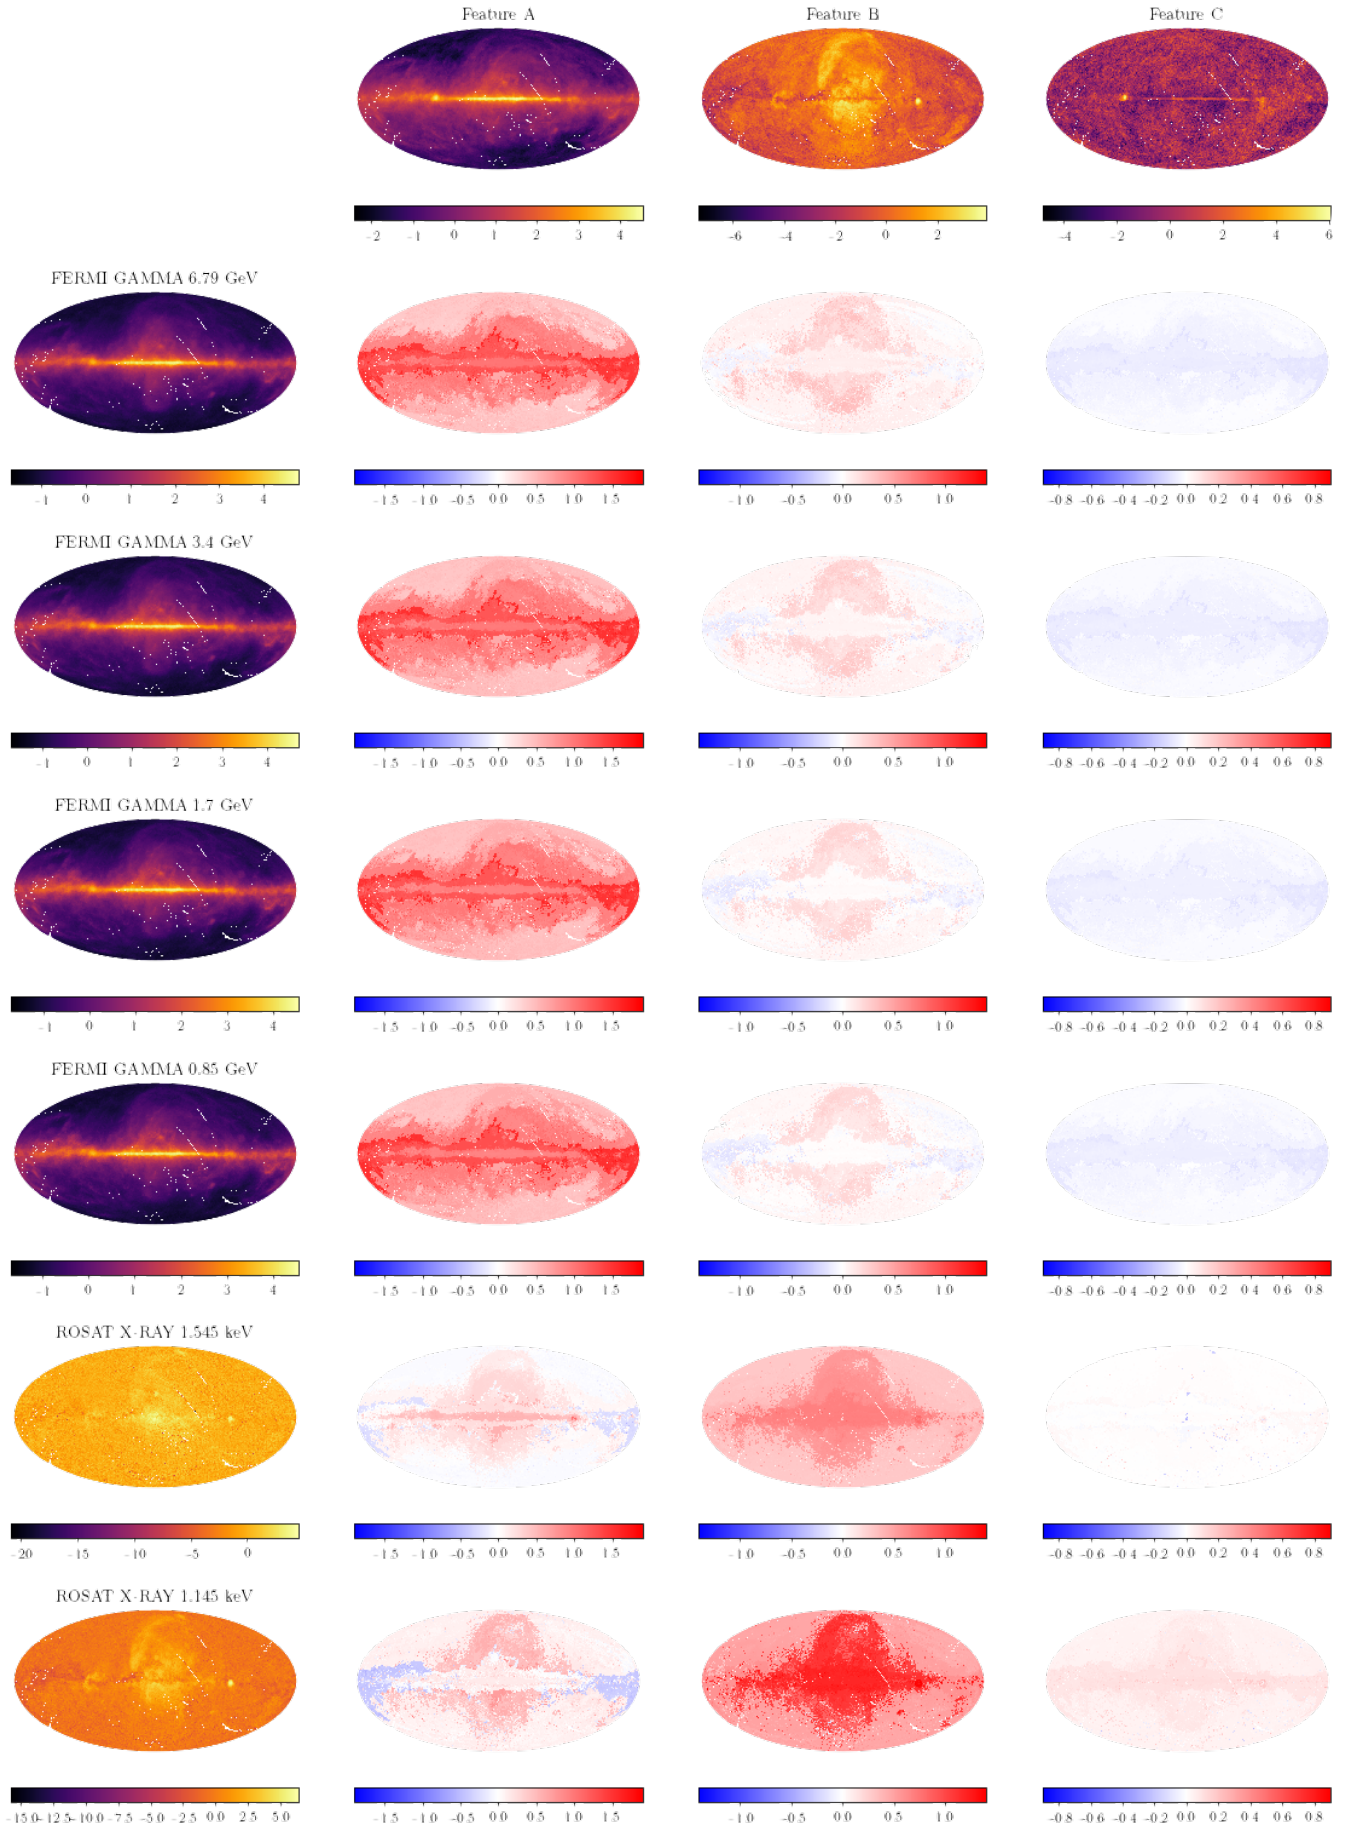 Feature A Feature B Feature C
-2 -1 0 1 2 3 4 -6 -4 -2 0 2 -4 -2 0 2 4 6
FERMI GAMMA 6.79 GeV
-1 0 1 2 3 4 -1.5 -1.0 -0.5 0.0 0.5 1.0 1.5 -1.0 -0.5 0.0 0.5 1.0 -0.8 -0.6 -0.4 -0.2 0.0 0.2 0.4 0.6 0.8
FERMI GAMMA 3.4 GeV
-1 0 1 2 3 4 -1.5 -1.0 -0.5 0.0 0.5 1.0 1.5 -1.0 -0.5 0.0 0.5 1.0 -0.8 -0.6 -0.4 -0.2 0.0 0.2 0.4 0.6 0.8
FERMI GAMMA 1.7 GeV
-1 0 1 2 3 4 -1.5 -1.0 -0.5 0.0 0.5 1.0 1.5 -1.0 -0.5 0.0 0.5 1.0 -0.8 -0.6 -0.4 -0.2 0.0 0.2 0.4 0.6 0.8
FERMI GAMMA 0.85 GeV
-1 0 1 2 3 4 -1.5 -1.0 -0.5 0.0 0.5 1.0 1.5 -1.0 -0.5 0.0 0.5 1.0 -0.8 -0.6 -0.4 -0.2 0.0 0.2 0.4 0.6 0.8
ROSAT X-RAY 1.545 keV
-20 -15 -10 -5 0 -1.5 -1.0 -0.5 0.0 0.5 1.0 1.5 -1.0 -0.5 0.0 0.5 1.0 -0.8 -0.6 -0.4 -0.2 0.0 0.2 0.4 0.6 0.8
ROSAT X-RAY 1.145 keV
-15.0 -12.5 -10.0 -7.5 -5.0 -2.5 0.0 2.5 5.0 -1.5 -1.0 -0.5 0.0 0.5 1.0 1.5 -1.0 -0.5 0.0 0.5 1.0 -0.8 -0.6 -0.4 -0.2 0.0 0.2 0.4 0.6 0.8